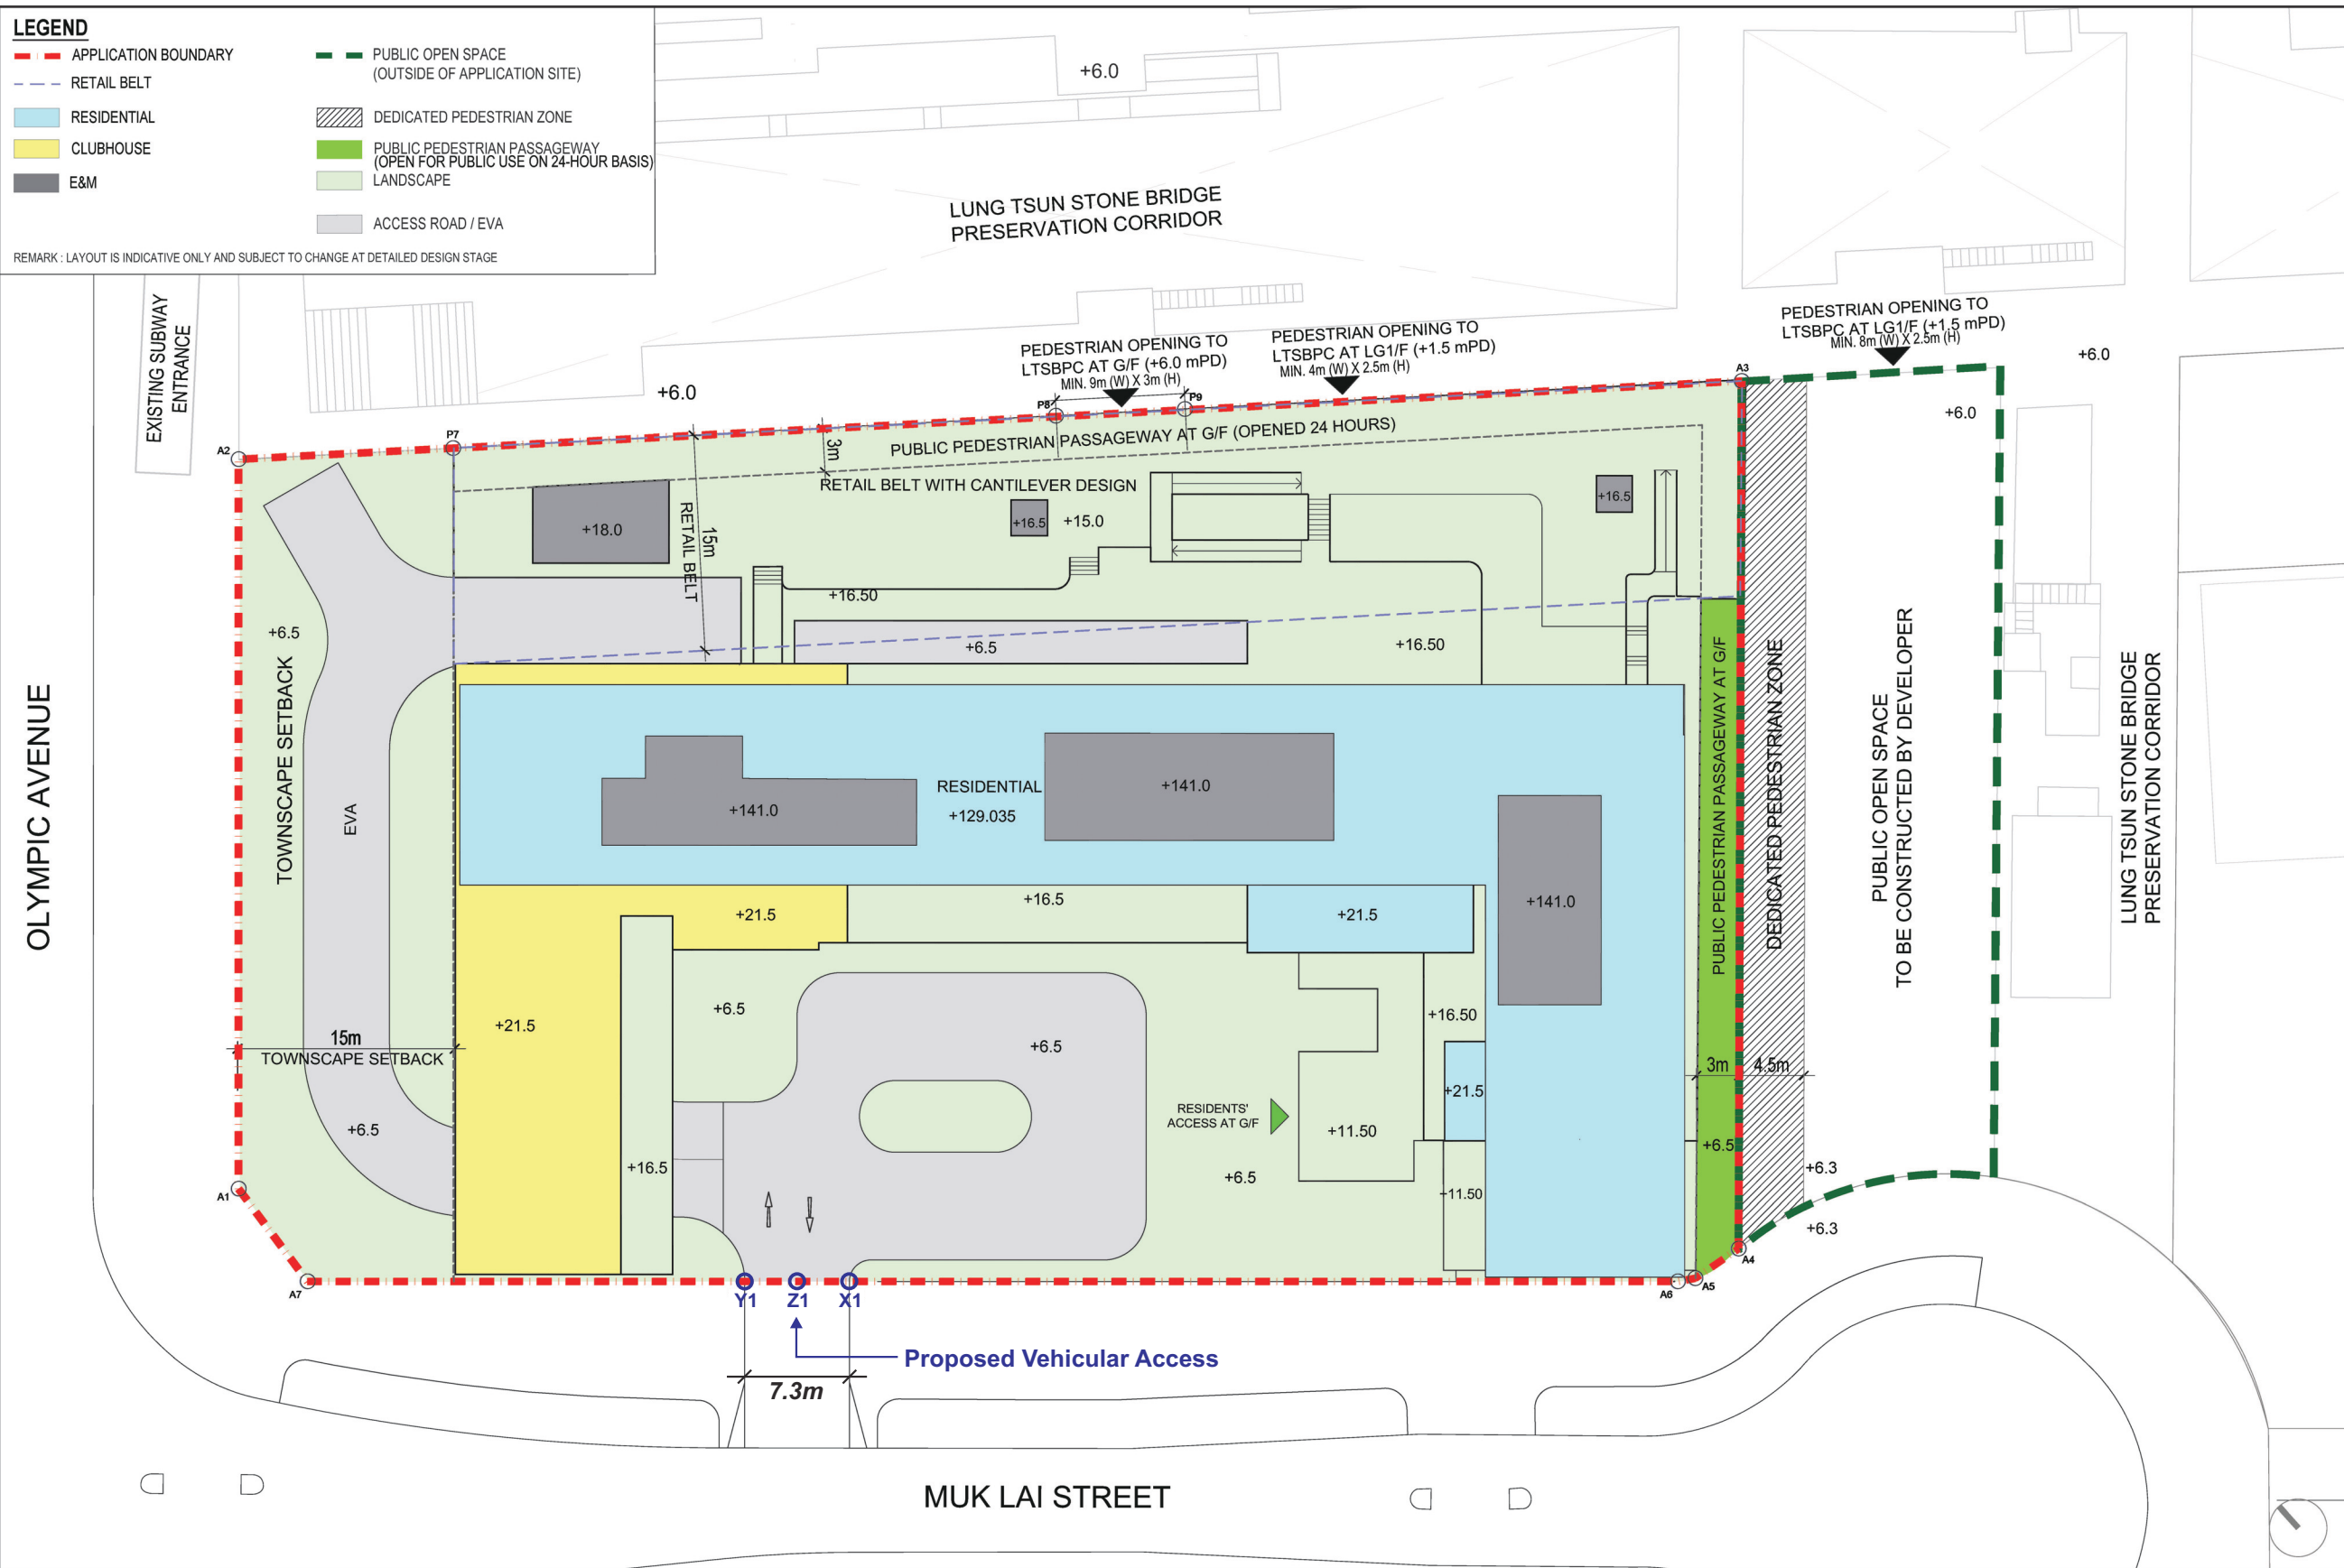 LEGEND
APPLICATION BOUNDARY
RETAIL BELT
RESIDENTIAL
CLUBHOUSE
E&M
PUBLIC OPEN SPACE
(OUTSIDE OF APPLICATION SITE)
DEDICATED PEDESTRIAN ZONE
PUBLIC PEDESTRIAN PASSAGEWAY
(OPEN FOR PUBLIC USE ON 24-HOUR BASIS)
LANDSCAPE
ACCESS ROAD / EVA
REMARK : LAYOUT IS INDICATIVE ONLY AND SUBJECT TO CHANGE AT DETAILED DESIGN STAGE
+6.0
LUNG TSUN STONE BRIDGE
PRESERVATION CORRIDOR
EXISTING SUBWAY
ENTRANCE
+6.0
PEDESTRIAN OPENING TO
LTSBPC AT G/F (+6.0 mPD)
MIN. 9m (W) X 3m (H)
PEDESTRIAN OPENING TO
LTSBPC AT LG1/F (+1.5 mPD)
MIN. 4m (W) X 2.5m (H)
PEDESTRIAN OPENING TO
LTSBPC AT LG1/F (+1.5 mPD)
MIN. 8m (W) X 2.5m (H)
+6.0
+6.0
A2
P7
P8
P9
A3
3m
PUBLIC PEDESTRIAN PASSAGEWAY AT G/F (OPENED 24 HOURS)
RETAIL BELT WITH CANTILEVER DESIGN
+18.0
15m
RETAIL BELT
+16.5
+15.0
+16.5
+16.50
+6.5
+16.50
+6.5
TOWNSCAPE SETBACK
EVA
OLYMPIC AVENUE
RESIDENTIAL
+129.035
+141.0
+141.0
+141.0
+21.5
+16.5
+21.5
PUBLIC PEDESTRIAN PASSAGEWAY AT G/F
DEDICATED PEDESTRIAN ZONE
PUBLIC OPEN SPACE
TO BE CONSTRUCTED BY DEVELOPER
LUNG TSUN STONE BRIDGE
PRESERVATION CORRIDOR
15m
TOWNSCAPE SETBACK
+21.5
+6.5
+6.5
+16.50
3m
4.5m
+21.5
RESIDENTS'
ACCESS AT G/F
+11.50
+6.5
+6.5
+16.5
+6.5
+11.50
+6.3
+6.3
A1
A7
Y1
Z1
X1
A6
A5
A4
Proposed Vehicular Access
7.3m
MUK LAI STREET